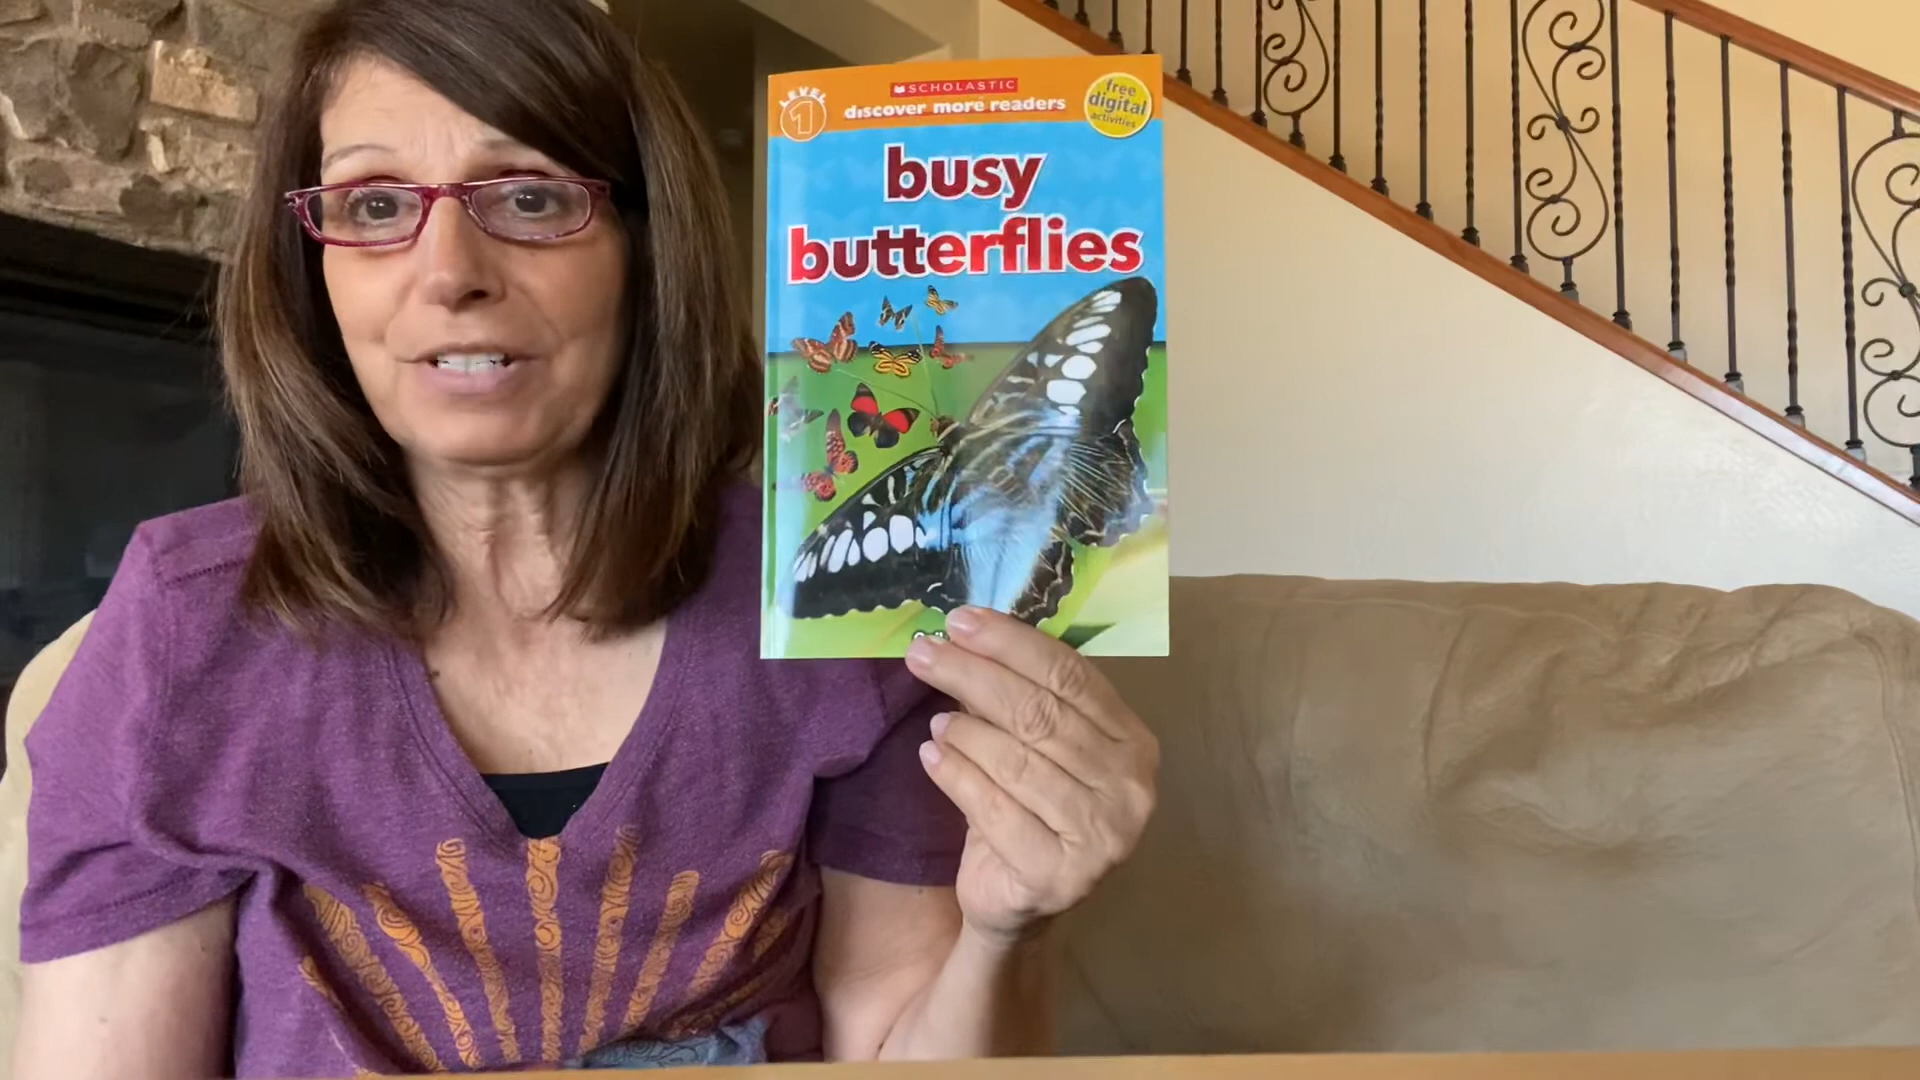 SCHOLASTIC
LEVEL 1
discover more readers
free
digital
activities
busy
butterflies